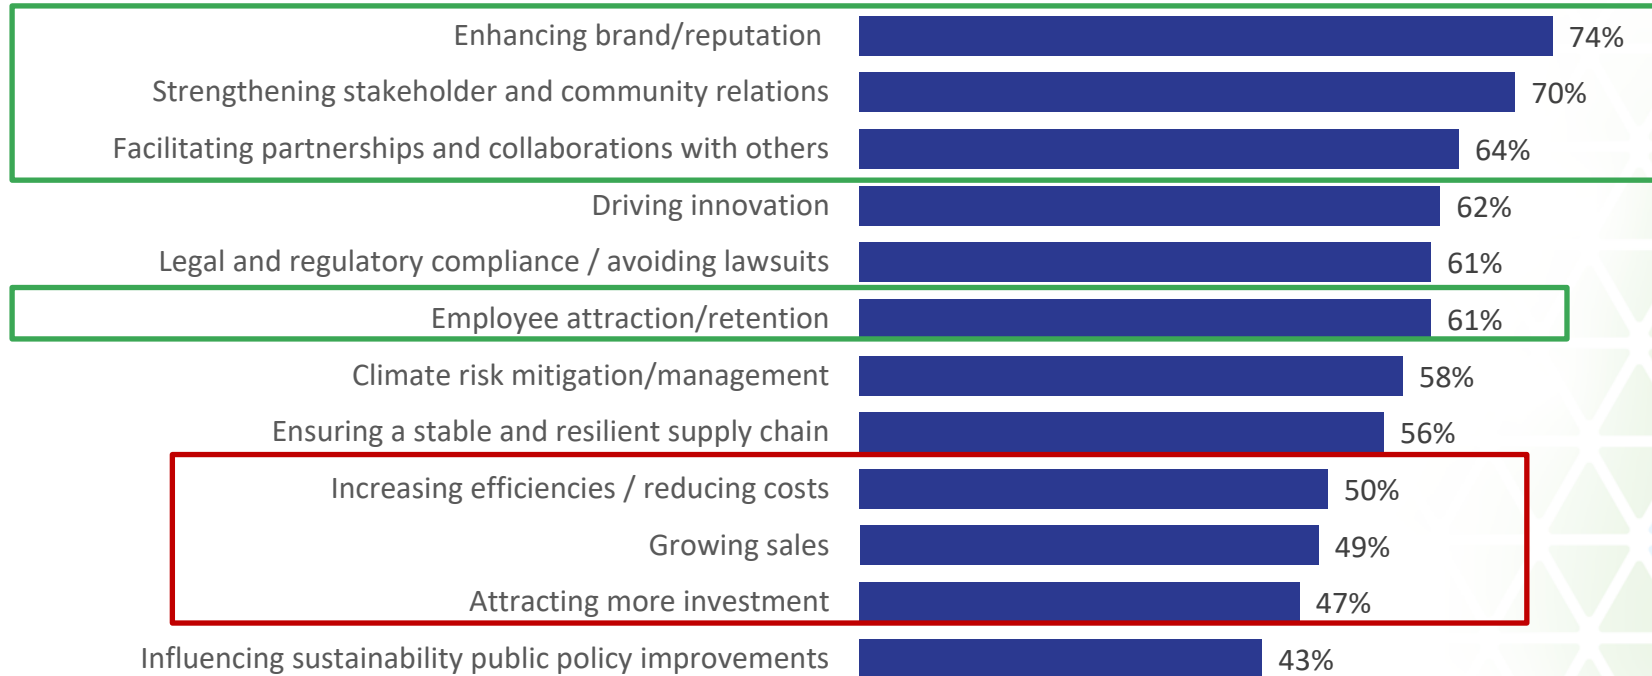 Enhancing brand/reputation 74%
Strengthening stakeholder and community relations 70%
Facilitating partnerships and collaborations with others 64%
Driving innovation 62%
Legal and regulatory compliance / avoiding lawsuits 61%
Employee attraction/retention 61%
Climate risk mitigation/management 58%
Ensuring a stable and resilient supply chain 56%
Increasing efficiencies / reducing costs 50%
Growing sales 49%
Attracting more investment 47%
Influencing sustainability public policy improvements 43%